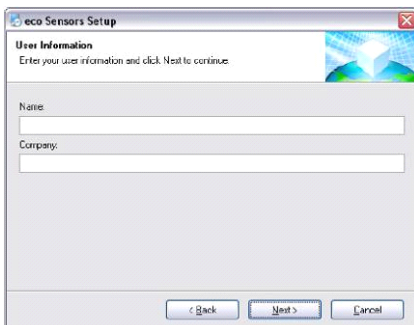 eco Sensors Setup
User Information
Enter your user information and click Next to continue.
Name:
Company:
< Back
Next >
Cancel